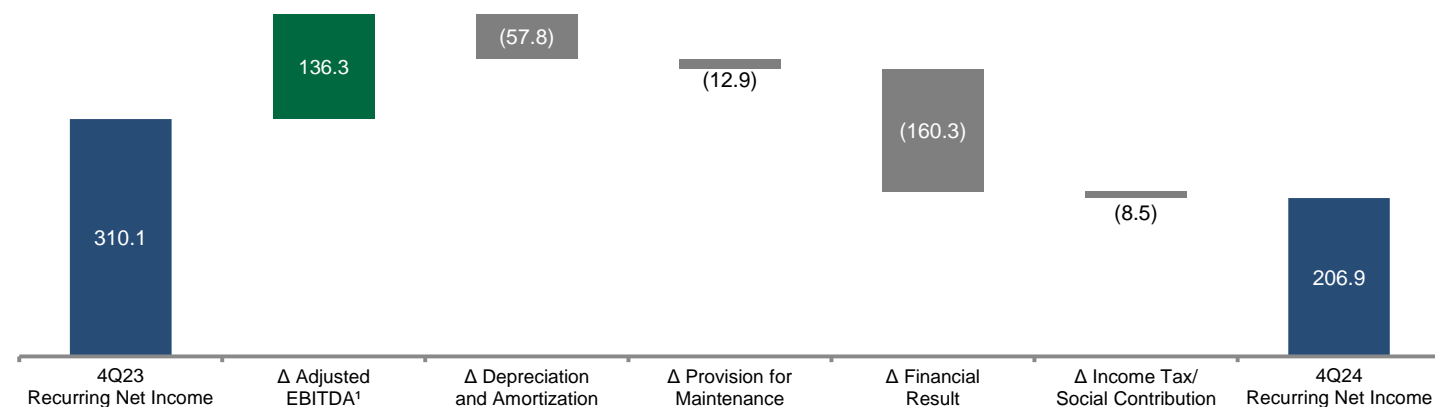 310.1
136.3
(57.8)
(12.9)
(160.3)
(8.5)
206.9
4Q23
Recurring Net Income
Δ Adjusted
EBITDA¹
Δ Depreciation
and Amortization
Δ Provision for
Maintenance
Δ Financial
Result
Δ Income Tax/
Social Contribution
4Q24
Recurring Net Income